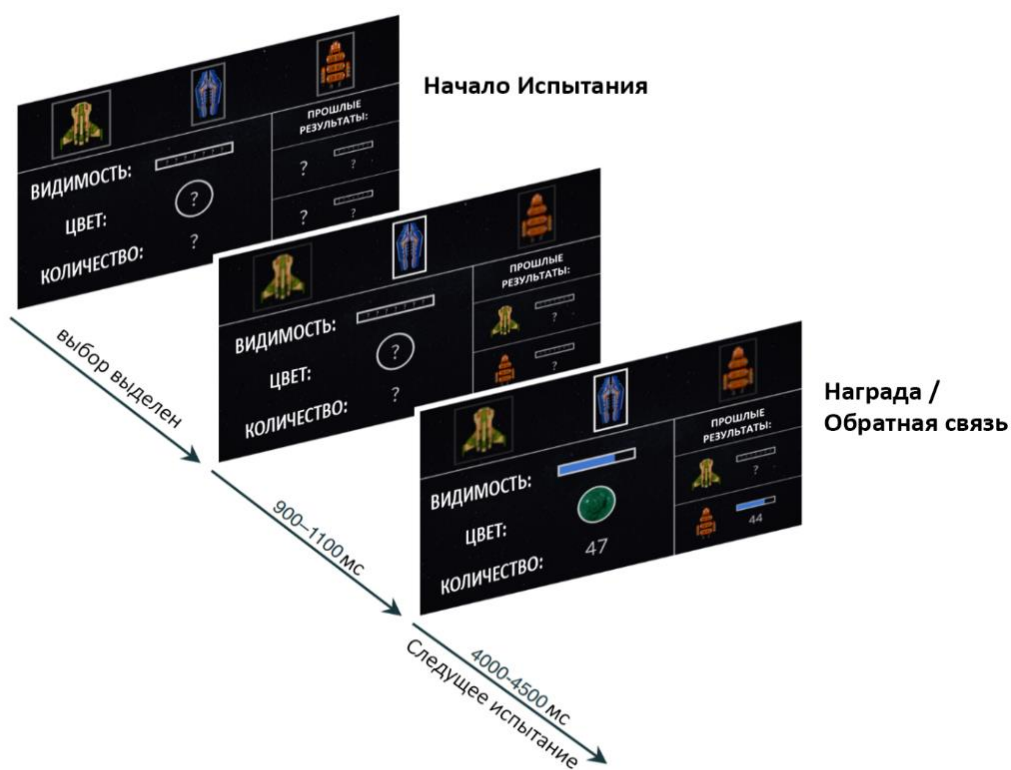 Начало Испытания
ПРОШЛЫЕ
РЕЗУЛЬТАТЫ:
ВИДИМОСТЬ:
? ?
ЦВЕТ: ?
? ?
КОЛИЧЕСТВО: ?
выбор выделен
ПРОШЛЫЕ
РЕЗУЛЬТАТЫ:
ВИДИМОСТЬ:
?
ЦВЕТ: ?
?
КОЛИЧЕСТВО: ?
900–1100 мс
Награда /
Обратная связь
ПРОШЛЫЕ
РЕЗУЛЬТАТЫ:
ВИДИМОСТЬ:
?
ЦВЕТ:
44
КОЛИЧЕСТВО: 47
4000-4500 мс
Следущее испытание